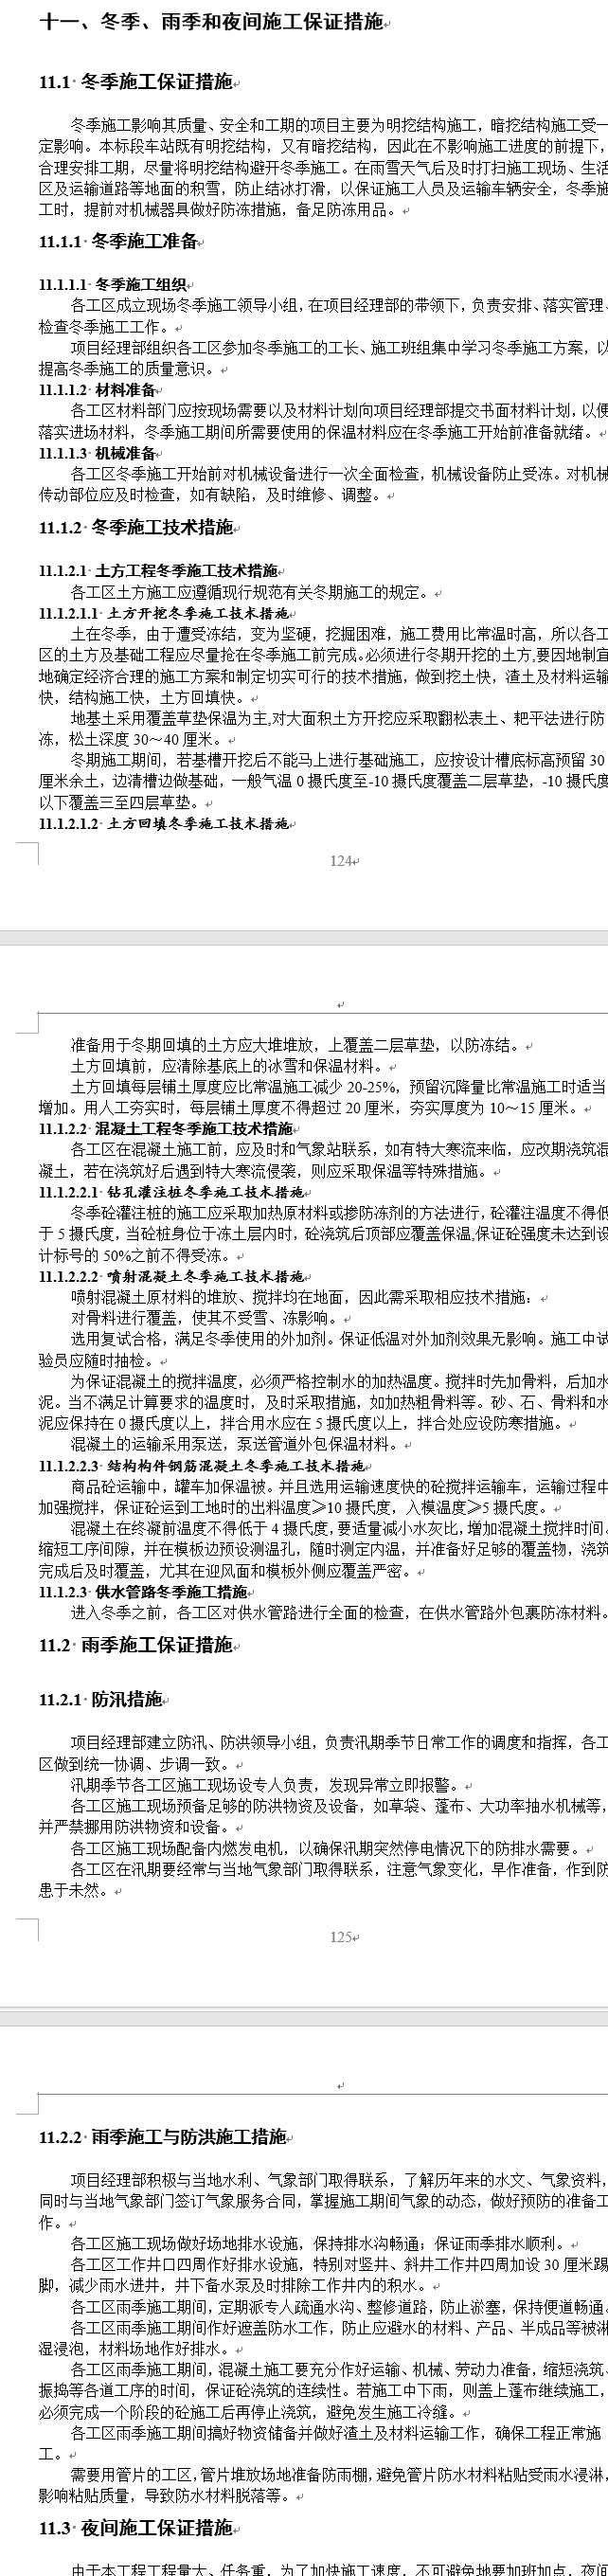 十一、冬季、雨季和夜间施工保证措施
11.1 冬季施工保证措施
冬季施工影响其质量、安全和工期的项目主要为明挖结构施工，暗挖结构施工受一
定影响。本标段车站既有明挖结构，又有暗挖结构，因此在不影响施工进度的前提下，
合理安排工期，尽量将明挖结构避开冬季施工。在雨雪天气后及时打扫施工现场、生活
区及运输道路等地面的积雪，防止结冰打滑，以保证施工人员及运输车辆安全，冬季施
工时，提前对机械器具做好防冻措施，备足防冻用品。
11.1.1 冬季施工准备
11.1.1.1 冬季施工组织
各工区成立现场冬季施工领导小组，在项目经理部的带领下，负责安排、落实管理、
检查冬季施工工作。
项目经理部组织各工区参加冬季施工的工长、施工班组集中学习冬季施工方案，以
提高冬季施工的质量意识。
11.1.1.2 材料准备
各工区材料部门应按现场需要以及材料计划向项目经理部提交书面材料计划，以便
落实进场材料，冬季施工期间所需要使用的保温材料应在冬季施工开始前准备就绪。
11.1.1.3 机械准备
各工区冬季施工开始前对机械设备进行一次全面检查，机械设备防止受冻。对机械
传动部位应及时检查，如有缺陷，及时维修、调整。
11.1.2 冬季施工技术措施
11.1.2.1 土方工程冬季施工技术措施
各工区土方施工应遵循现行规范有关冬期施工的规定。
11.1.2.1.1 土方开挖冬季施工技术措施
土在冬季，由于遭受冻结，变为坚硬，挖掘困难，施工费用比常温时高，所以各工
区的土方及基础工程应尽量抢在冬季施工前完成。必须进行冬期开挖的土方,要因地制宜
地确定经济合理的施工方案和制定切实可行的技术措施，做到挖土快，渣土及材料运输
快，结构施工快，土方回填快。
地基土采用覆盖草垫保温为主,对大面积土方开挖应采取翻松表土、耙平法进行防
冻，松土深度 30～40 厘米。
冬期施工期间，若基槽开挖后不能马上进行基础施工，应按设计槽底标高预留 30
厘米余土，边清槽边做基础，一般气温 0 摄氏度至-10 摄氏度覆盖二层草垫，-10 摄氏度
以下覆盖三至四层草垫。
11.1.2.1.2 土方回填冬季施工技术措施
124
准备用于冬期回填的土方应大堆堆放，上覆盖二层草垫，以防冻结。
土方回填前，应清除基底上的冰雪和保温材料。
土方回填每层铺土厚度应比常温施工减少 20-25%，预留沉降量比常温施工时适当
增加。用人工夯实时，每层铺土厚度不得超过 20 厘米，夯实厚度为 10～15 厘米。
11.1.2.2 混凝土工程冬季施工技术措施
各工区在混凝土施工前，应及时和气象站联系，如有特大寒流来临，应改期浇筑混
凝土，若在浇筑好后遇到特大寒流侵袭，则应采取保温等特殊措施。
11.1.2.2.1 钻孔灌注桩冬季施工技术措施
冬季砼灌注桩的施工应采取加热原材料或掺防冻剂的方法进行，砼灌注温度不得低
于 5 摄氏度，当砼桩身位于冻土层内时，砼浇筑后顶部应覆盖保温,保证砼强度未达到设
计标号的 50%之前不得受冻。
11.1.2.2.2 喷射混凝土冬季施工技术措施
喷射混凝土原材料的堆放、搅拌均在地面，因此需采取相应技术措施：
对骨料进行覆盖，使其不受雪、冻影响。
选用复试合格，满足冬季使用的外加剂。保证低温对外加剂效果无影响。施工中试
验员应随时抽检。
为保证混凝土的搅拌温度，必须严格控制水的加热温度。搅拌时先加骨料，后加水
泥。当不满足计算要求的温度时，及时采取措施，如加热粗骨料等。砂、石、骨料和水
泥应保持在 0 摄氏度以上，拌合用水应在 5 摄氏度以上，拌合处应设防寒措施。
混凝土的运输采用泵送，泵送管道外包保温材料。
11.1.2.2.3 结构构件钢筋混凝土冬季施工技术措施
商品砼运输中，罐车加保温被。并且选用运输速度快的砼搅拌运输车，运输过程中
加强搅拌，保证砼运到工地时的出料温度≥10 摄氏度，入模温度≥5 摄氏度。
混凝土在终凝前温度不得低于 4 摄氏度，要适量减小水灰比，增加混凝土搅拌时间。
缩短工序间隙，并在模板边预设测温孔，随时测定内温，并准备好足够的覆盖物，浇筑
完成后及时覆盖，尤其在迎风面和模板外侧应覆盖严密。
11.1.2.3 供水管路冬季施工措施
进入冬季之前，各工区对供水管路进行全面的检查，在供水管路外包裹防冻材料。
11.2 雨季施工保证措施
11.2.1 防汛措施
项目经理部建立防汛、防洪领导小组，负责汛期季节日常工作的调度和指挥，各工
区做到统一协调、步调一致。
汛期季节各工区施工现场设专人负责，发现异常立即报警。
各工区施工现场预备足够的防洪物资及设备，如草袋、蓬布、大功率抽水机械等，
并严禁挪用防洪物资和设备。
各工区施工现场配备内燃发电机，以确保汛期突然停电情况下的防排水需要。
各工区在汛期要经常与当地气象部门取得联系，注意气象变化，早作准备，作到防
患于未然。
125
11.2.2 雨季施工与防洪施工措施
项目经理部积极与当地水利、气象部门取得联系，了解历年来的水文、气象资料，
同时与当地气象部门签订气象服务合同，掌握施工期间气象的动态，做好预防的准备工
作。
各工区施工现场做好场地排水设施，保持排水沟畅通；保证雨季排水顺利。
各工区工作井口四周作好排水设施，特别对竖井、斜井工作井四周加设 30 厘米踢
脚，减少雨水进井，井下备水泵及时排除工作井内的积水。
各工区雨季施工期间，定期派专人疏通水沟、整修道路，防止淤塞，保持便道畅通。
各工区雨季施工期间作好遮盖防水工作，防止应避水的材料、产品、半成品等被淋
湿浸泡，材料场地作好排水。
各工区雨季施工期间，混凝土施工要充分作好运输、机械、劳动力准备，缩短浇筑、
振捣等各道工序的时间，保证砼浇筑的连续性。若施工中下雨，则盖上蓬布继续施工，
必须完成一个阶段的砼施工后再停止浇筑，避免发生施工冷缝。
各工区雨季施工期间搞好物资储备并做好渣土及材料运输工作，确保工程正常施
工。
需要用管片的工区，管片堆放场地准备防雨棚，避免管片防水材料粘贴受雨水浸淋，
影响粘贴质量，导致防水材料脱落等。
11.3 夜间施工保证措施
由于本工程工程量大、任务重，为了加快施工速度，不可避免地要加班加点，夜间